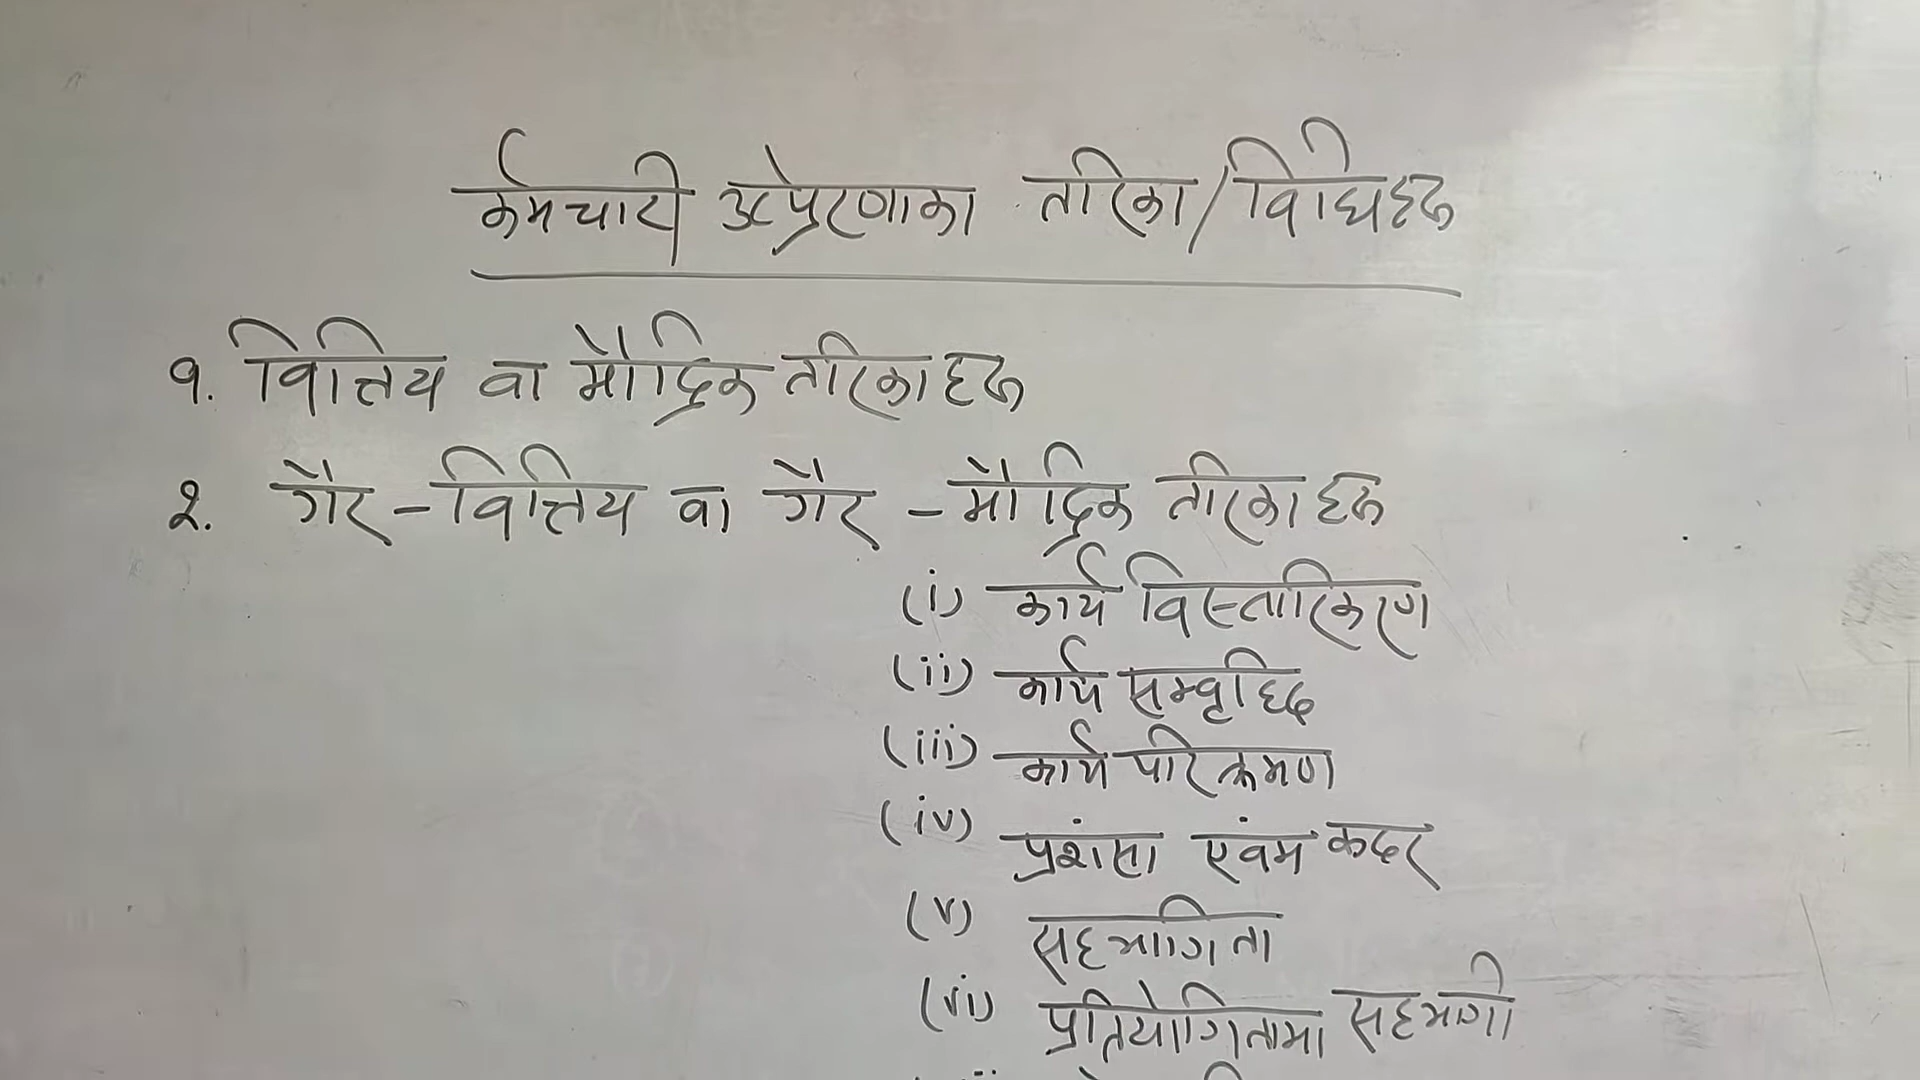 कर्मचारी उत्प्रेरणाका तरिका/विधिहरू
१. वित्तिय वा मौद्रिक तरिकाहरू
२. गैर-वित्तिय वा गैर-मौद्रिक तरिकाहरू
(i) कार्य विस्तारिकरण
(ii) कार्य सम्वृद्धि
(iii) कार्य परिक्रमण
(iv) प्रशंसा एंवम कदर
(v) सहभागिता
(vi) प्रतियोगितामा सहभागी